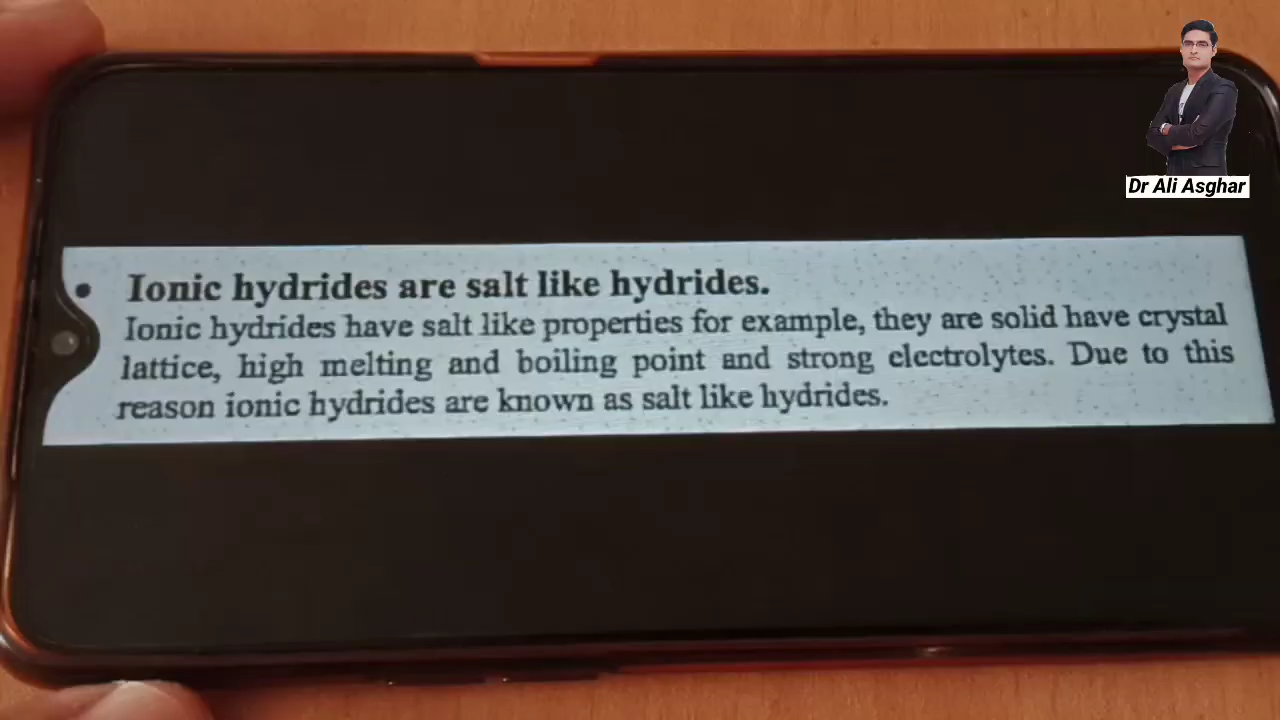 Dr Ali Asghar
• Ionic hydrides are salt like hydrides.
Ionic hydrides have salt like properties for example, they are solid have crystal
lattice, high melting and boiling point and strong electrolytes. Due to this
reason ionic hydrides are known as salt like hydrides.